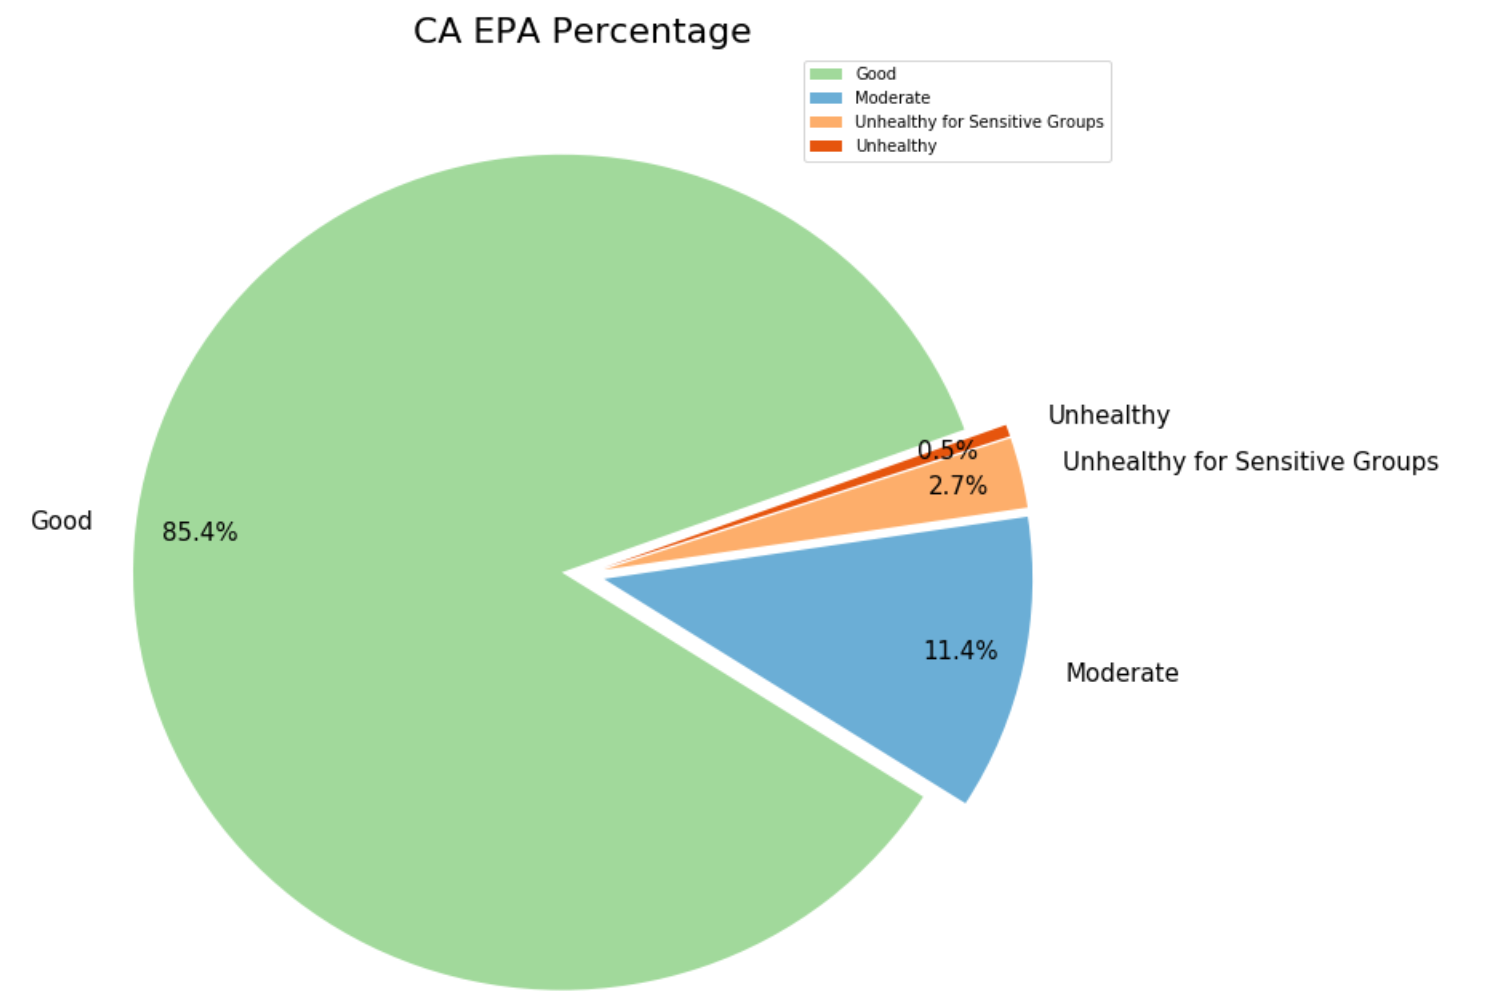 CA EPA Percentage
Good
Moderate
Unhealthy for Sensitive Groups
Unhealthy
Unhealthy
0.5%
Unhealthy for Sensitive Groups
2.7%
Good
85.4%
11.4%
Moderate